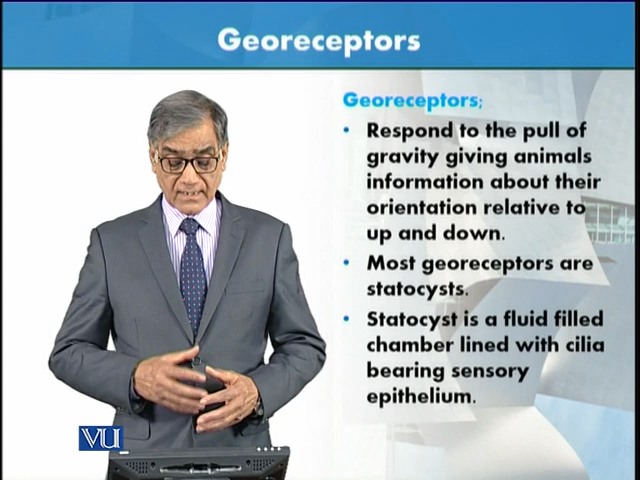 Georeceptors
Georeceptors;
• Respond to the pull of
gravity giving animals
information about their
orientation relative to
up and down.
• Most georeceptors are
statocysts.
• Statocyst is a fluid filled
chamber lined with cilia
bearing sensory
epithelium.
VU